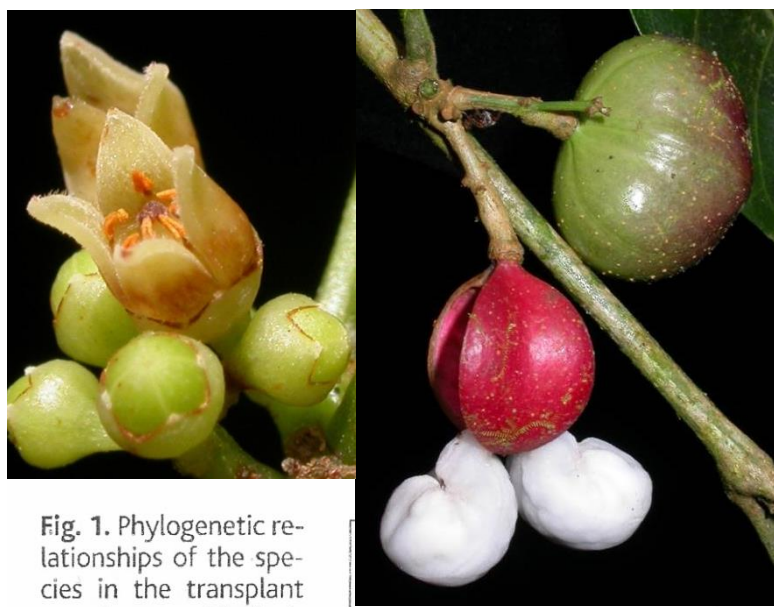 Fig. 1. Phylogenetic re-
lationships of the spe-
cies in the transplant